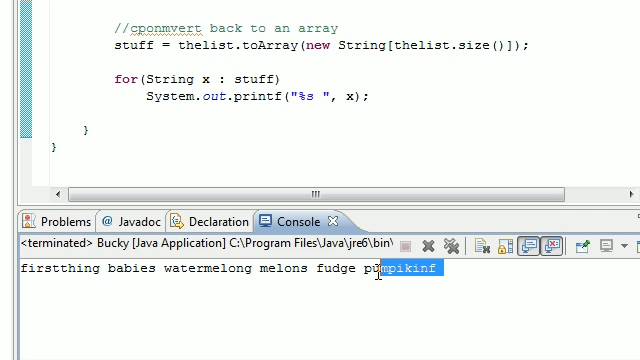 //cponmvert back to an array
stuff = thelist.toArray(new String[thelist.size()]);
for(String x : stuff)
System.out.printf("%s ", x);
}
}
Problems @ Javadoc Declaration Console
<terminated> Bucky [Java Application] C:\Program Files\Java\jre6\bin\
firstthing babies watermelong melons fudge pumpikinf